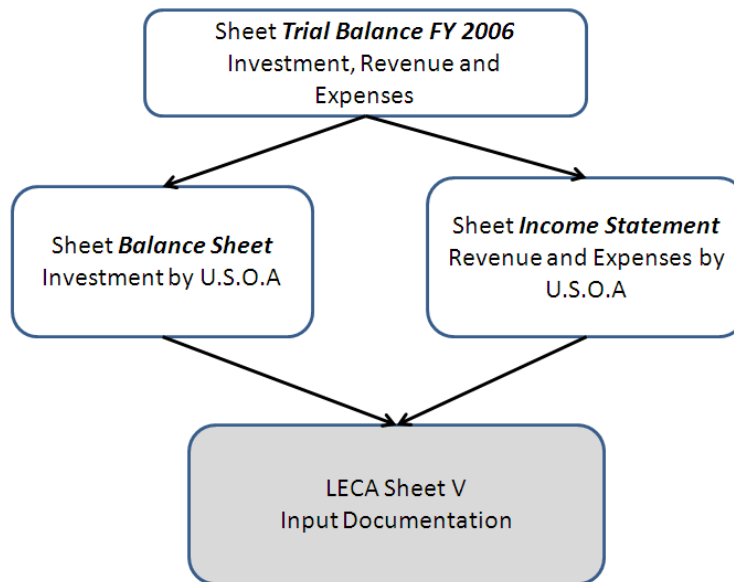 Sheet Trial Balance FY 2006
Investment, Revenue and
Expenses
Sheet Balance Sheet
Investment by U.S.O.A
Sheet Income Statement
Revenue and Expenses by
U.S.O.A
LECA Sheet V
Input Documentation